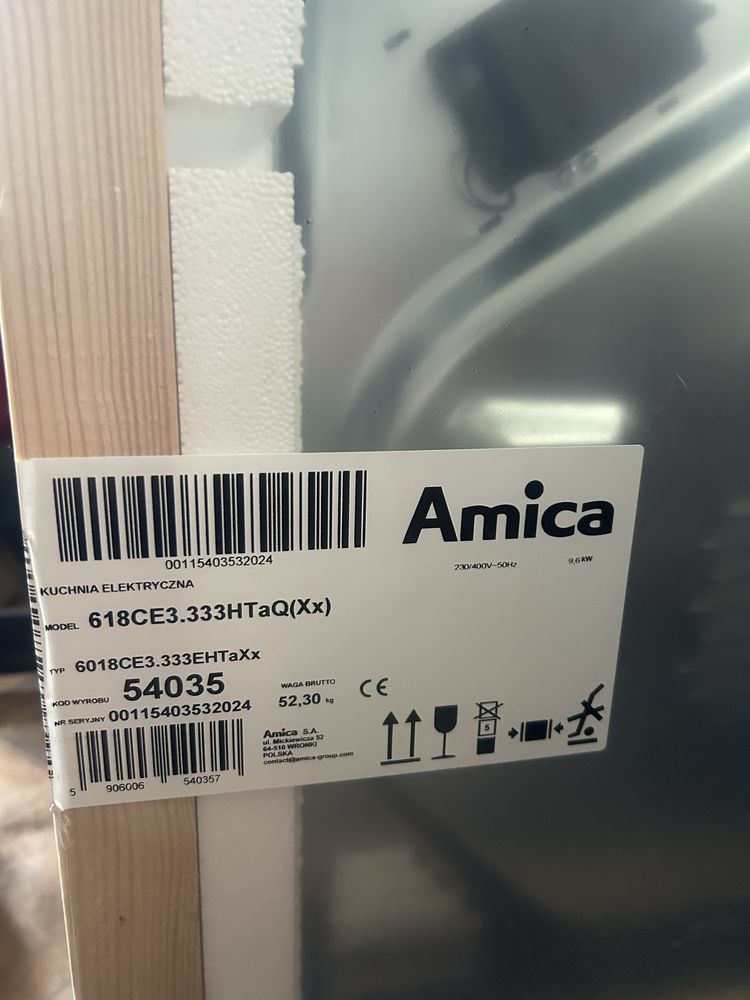 Amica
00115403532024
230/400V~50Hz 9,6 kW
KUCHNIA ELEKTRYCZNA
MODEL 618CE3.333HTaQ(Xx)
TYP 6018CE3.333EHTaXx
KOD WYROBU 54035
WAGA BRUTTO
52,30 kg
CE
NR SERYJNY 00115403532024
Amica S.A.
ul. Mickiewicza 52
64-510 WRONKI
POLSKA
contact@amica-group.com
5
5 906006 540357